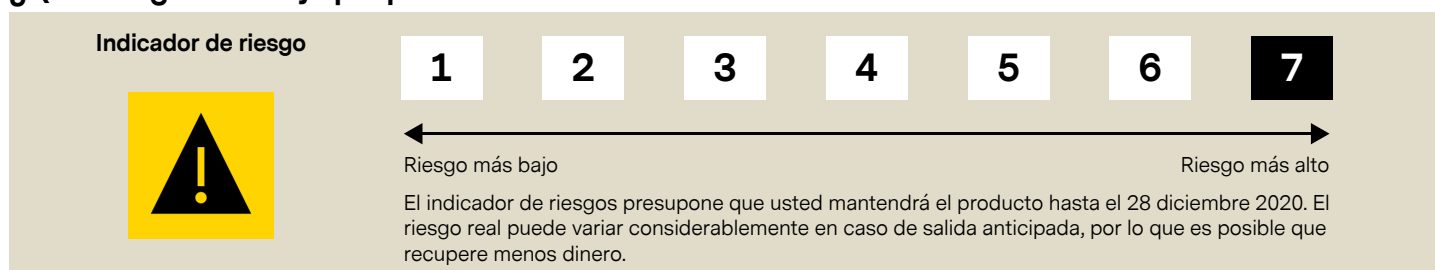 Indicador de riesgo
1 2 3 4 5 6 7
Riesgo más bajo Riesgo más alto
El indicador de riesgos presupone que usted mantendrá el producto hasta el 28 diciembre 2020. El
riesgo real puede variar considerablemente en caso de salida anticipada, por lo que es posible que
recupere menos dinero.